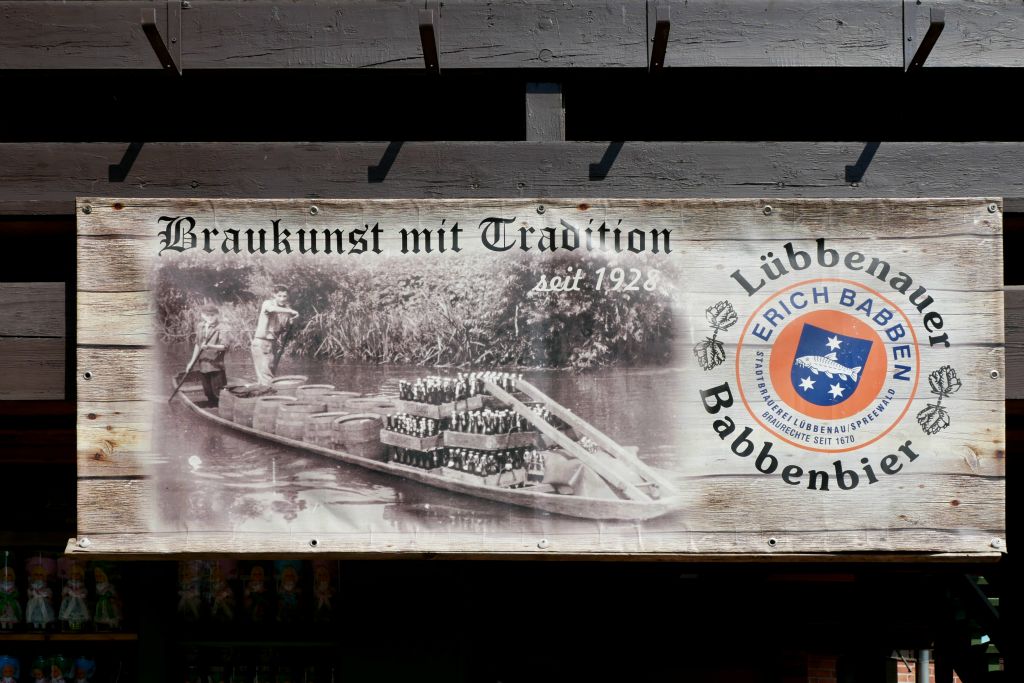 Braukunst mit Tradition
seit 1928
Lübbenauer
ERICH BABBEN
STADTBRAUEREI LÜBBENAU/SPREEWALD
BRAURECHTE SEIT 1670
Babbenbier